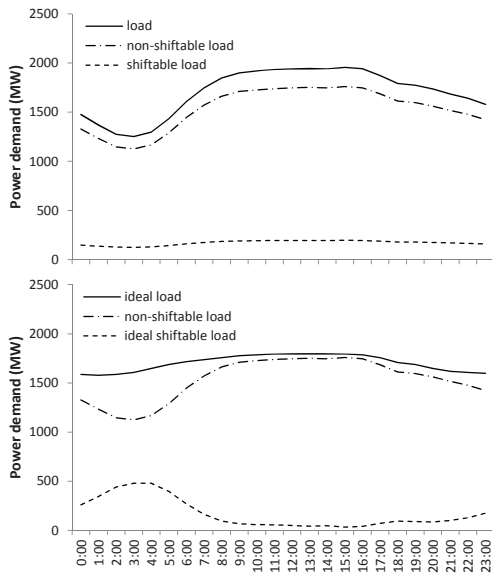 2500
load
non-shiftable load
shiftable load
2000
1500
1000
500
0
Power demand (MW)
2500
ideal load
non-shiftable load
ideal shiftable load
2000
1500
1000
500
0
Power demand (MW)
0:00 1:00 2:00 3:00 4:00 5:00 6:00 7:00 8:00 9:00 10:00 11:00 12:00 13:00 14:00 15:00 16:00 17:00 18:00 19:00 20:00 21:00 22:00 23:00